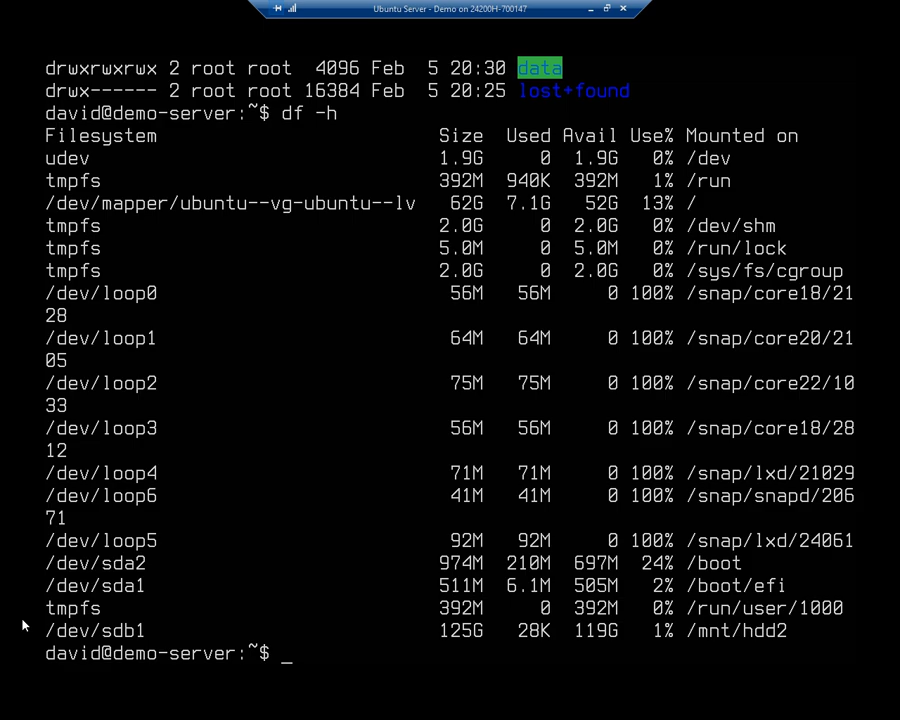 Ubuntu Server - Demo on 24200H-700147
drwxrwxrwx 2 root root  4096 Feb  5 20:30 data
drwx------ 2 root root 16384 Feb  5 20:25 lost+found
david@demo-server:~$ df -h
Filesystem                         Size  Used Avail Use% Mounted on
udev                               1.9G     0  1.9G   0% /dev
tmpfs                              392M  940K  392M   1% /run
/dev/mapper/ubuntu--vg-ubuntu--lv   62G  7.1G   52G  13% /
tmpfs                              2.0G     0  2.0G   0% /dev/shm
tmpfs                              5.0M     0  5.0M   0% /run/lock
tmpfs                              2.0G     0  2.0G   0% /sys/fs/cgroup
/dev/loop0                          56M   56M     0 100% /snap/core18/21
28
/dev/loop1                          64M   64M     0 100% /snap/core20/21
05
/dev/loop2                          75M   75M     0 100% /snap/core22/10
33
/dev/loop3                          56M   56M     0 100% /snap/core18/28
12
/dev/loop4                          71M   71M     0 100% /snap/lxd/21029
/dev/loop6                          41M   41M     0 100% /snap/snapd/206
71
/dev/loop5                          92M   92M     0 100% /snap/lxd/24061
/dev/sda2                          974M  210M  697M  24% /boot
/dev/sda1                          511M  6.1M  505M   2% /boot/efi
tmpfs                              392M     0  392M   0% /run/user/1000
/dev/sdb1                          125G   28K  119G   1% /mnt/hdd2
david@demo-server:~$ _